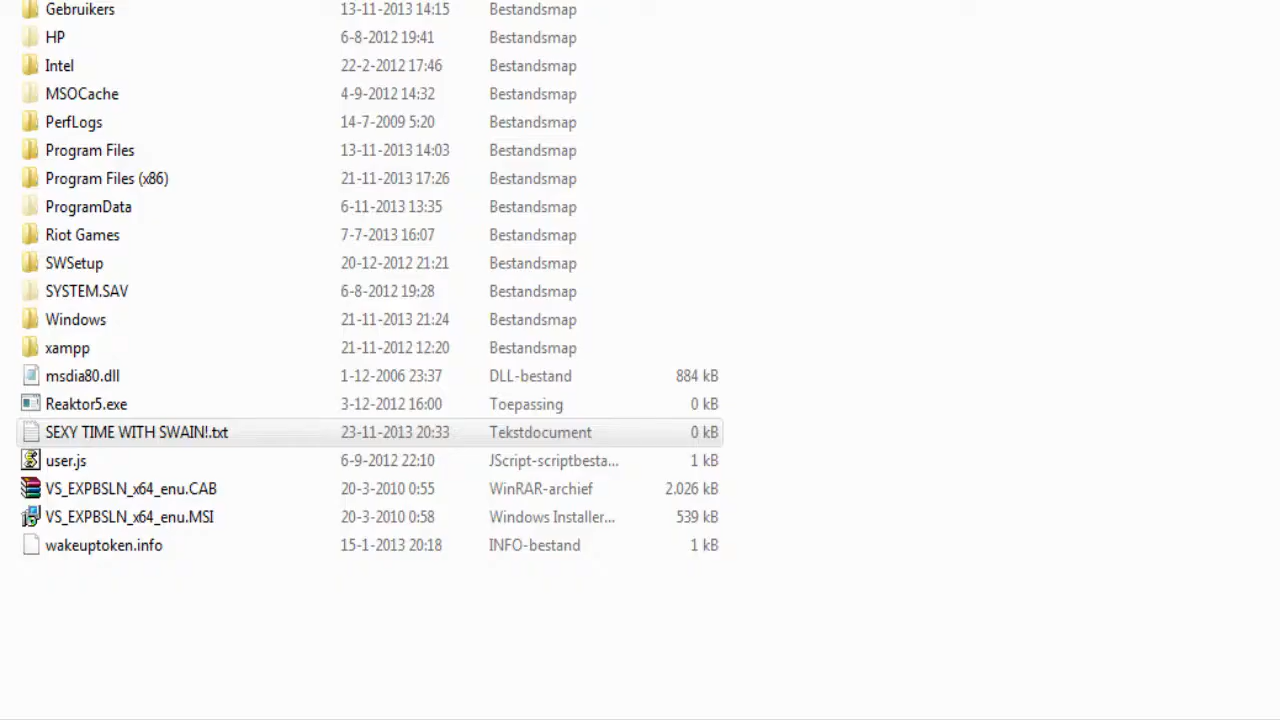 Gebruikers 13-11-2013 14:15 Bestandsmap
HP 6-8-2012 19:41 Bestandsmap
Intel 22-2-2012 17:46 Bestandsmap
MSOCache 4-9-2012 14:32 Bestandsmap
PerfLogs 14-7-2009 5:20 Bestandsmap
Program Files 13-11-2013 14:03 Bestandsmap
Program Files (x86) 21-11-2013 17:26 Bestandsmap
ProgramData 6-11-2013 13:35 Bestandsmap
Riot Games 7-7-2013 16:07 Bestandsmap
SWSetup 20-12-2012 21:21 Bestandsmap
SYSTEM.SAV 6-8-2012 19:28 Bestandsmap
Windows 21-11-2013 21:24 Bestandsmap
xampp 21-11-2012 12:20 Bestandsmap
msdia80.dll 1-12-2006 23:37 DLL-bestand 884 kB
Reaktor5.exe 3-12-2012 16:00 Toepassing 0 kB
SEXY TIME WITH SWAIN!.txt 23-11-2013 20:33 Tekstdocument 0 kB
user.js 6-9-2012 22:10 JScript-scriptbesta... 1 kB
VS_EXPBSLN_x64_enu.CAB 20-3-2010 0:55 WinRAR-archief 2.026 kB
VS_EXPBSLN_x64_enu.MSI 20-3-2010 0:58 Windows Installer... 539 kB
wakeuptoken.info 15-1-2013 20:18 INFO-bestand 1 kB